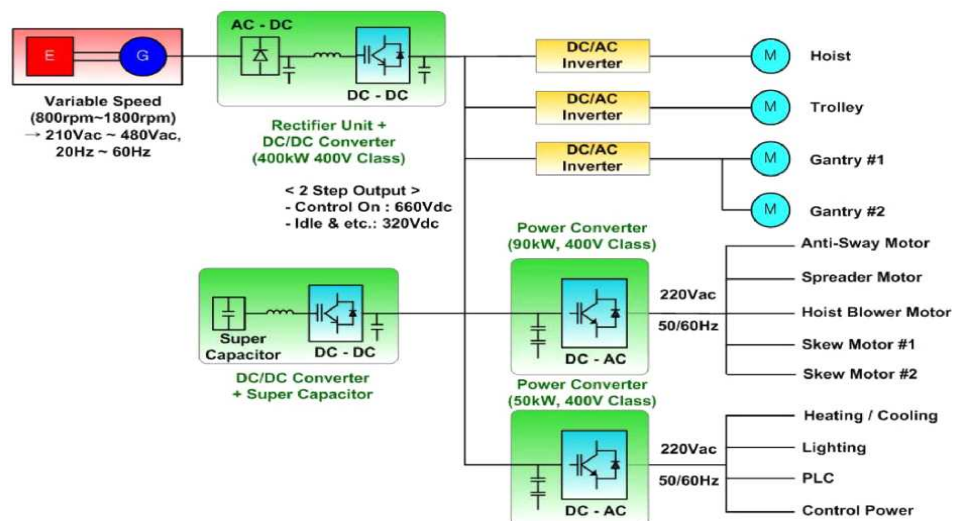 AC - DC
E
G
DC - DC
Variable Speed
(800rpm~1800rpm)
→ 210Vac ~ 480Vac,
20Hz ~ 60Hz
Rectifier Unit +
DC/DC Converter
(400kW 400V Class)
< 2 Step Output >
- Control On : 660Vdc
- Idle & etc.: 320Vdc
DC/AC
Inverter
M
Hoist
DC/AC
Inverter
M
Trolley
DC/AC
Inverter
M
Gantry #1
M
Gantry #2
Super
Capacitor
DC - DC
DC/DC Converter
+ Super Capacitor
Power Converter
(90kW, 400V Class)
DC - AC
220Vac
50/60Hz
Anti-Sway Motor
Spreader Motor
Hoist Blower Motor
Skew Motor #1
Skew Motor #2
Power Converter
(50kW, 400V Class)
DC - AC
220Vac
50/60Hz
Heating / Cooling
Lighting
PLC
Control Power